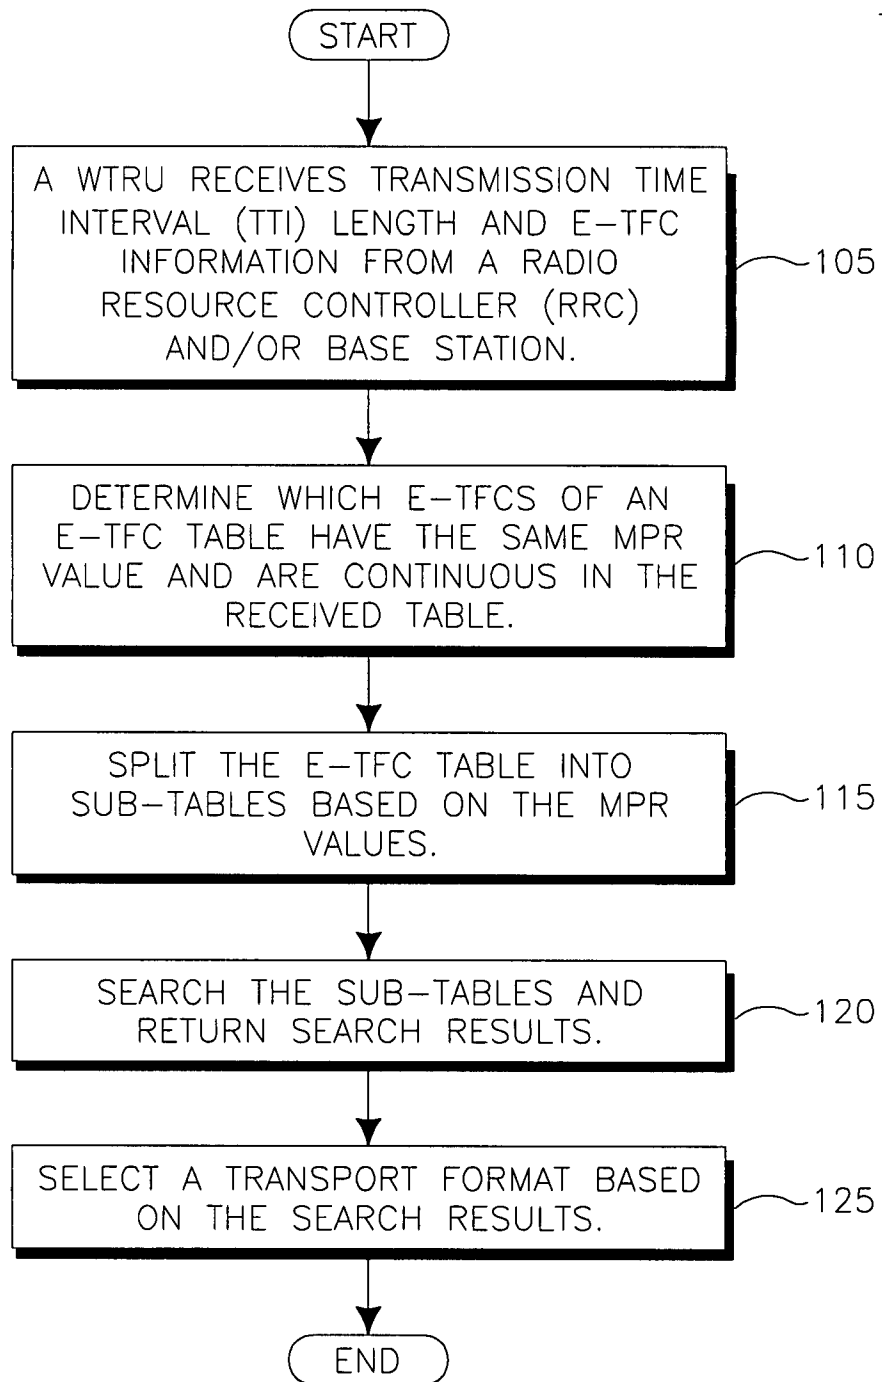 START
A WTRU RECEIVES TRANSMISSION TIME
INTERVAL (TTI) LENGTH AND E-TFC
INFORMATION FROM A RADIO
RESOURCE CONTROLLER (RRC)
AND/OR BASE STATION.
105
DETERMINE WHICH E-TFCS OF AN
E-TFC TABLE HAVE THE SAME MPR
VALUE AND ARE CONTINUOUS IN THE
RECEIVED TABLE.
110
SPLIT THE E-TFC TABLE INTO
SUB-TABLES BASED ON THE MPR
VALUES.
115
SEARCH THE SUB-TABLES AND
RETURN SEARCH RESULTS.
120
SELECT A TRANSPORT FORMAT BASED
ON THE SEARCH RESULTS.
125
END